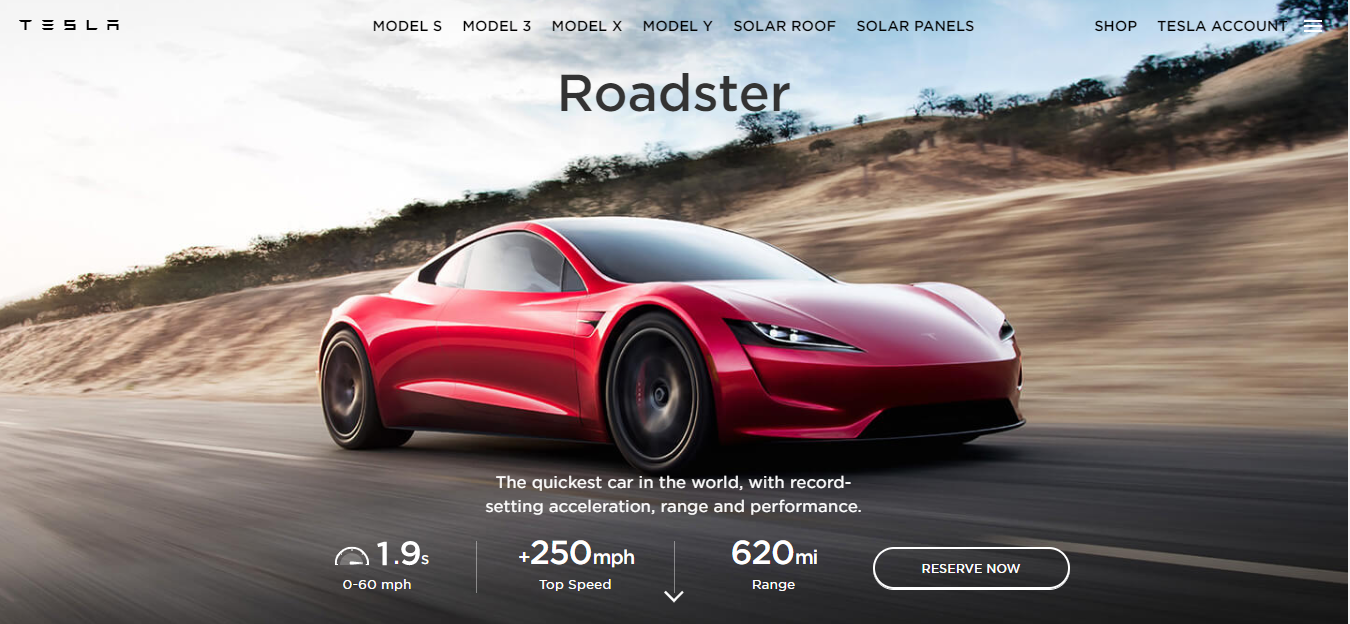 TESLA
MODEL S MODEL 3 MODEL X MODEL Y SOLAR ROOF SOLAR PANELS
SHOP TESLA ACCOUNT
Roadster
The quickest car in the world, with record-
setting acceleration, range and performance.
1.9s
0-60 mph
+250mph
Top Speed
620mi
Range
RESERVE NOW